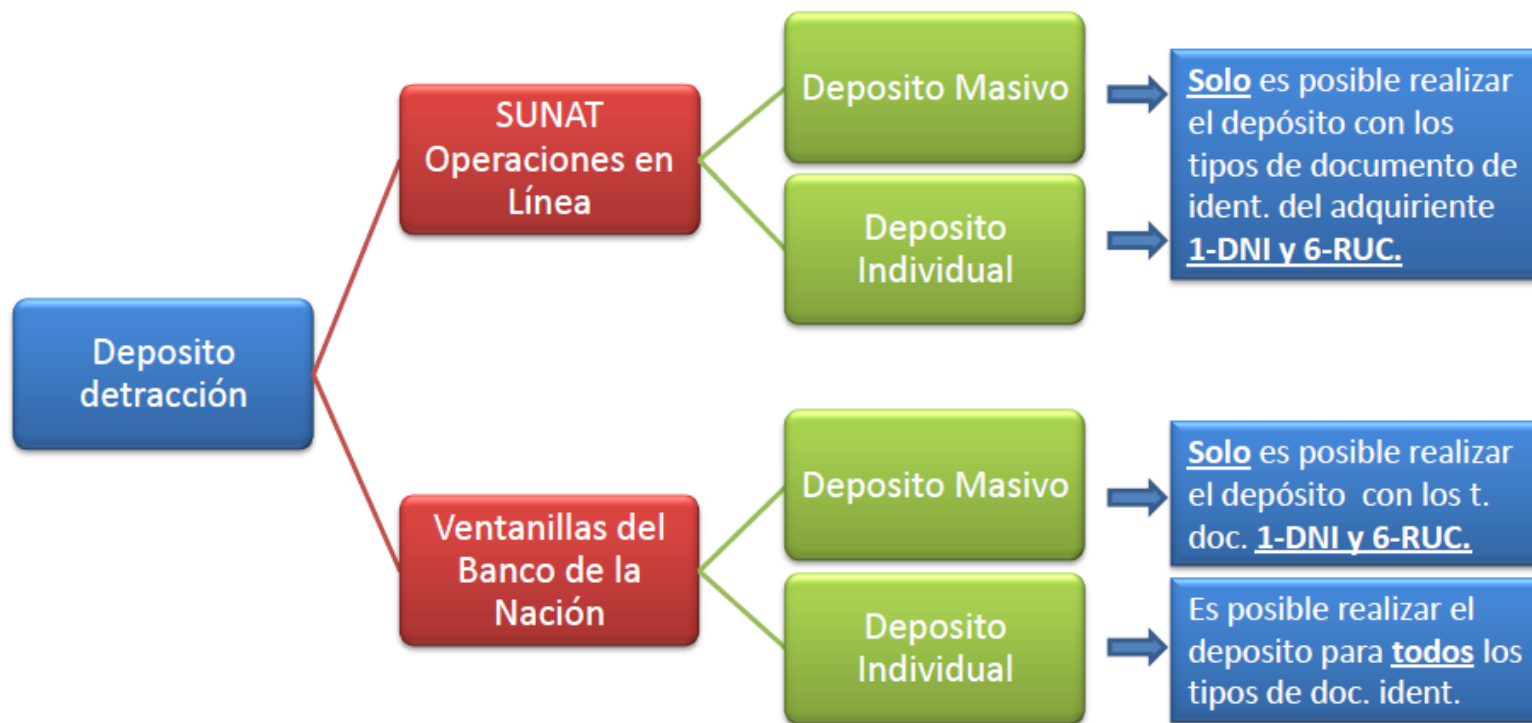 Deposito
detracción
SUNAT
Operaciones en
Línea
Deposito Masivo
Solo es posible realizar
el depósito con los
tipos de documento de
ident. del adquiriente
1-DNI y 6-RUC.
Deposito
Individual
Ventanillas del
Banco de la
Nación
Deposito Masivo
Solo es posible realizar
el depósito con los t.
doc. 1-DNI y 6-RUC.
Deposito
Individual
Es posible realizar el
deposito para todos los
tipos de doc. ident.